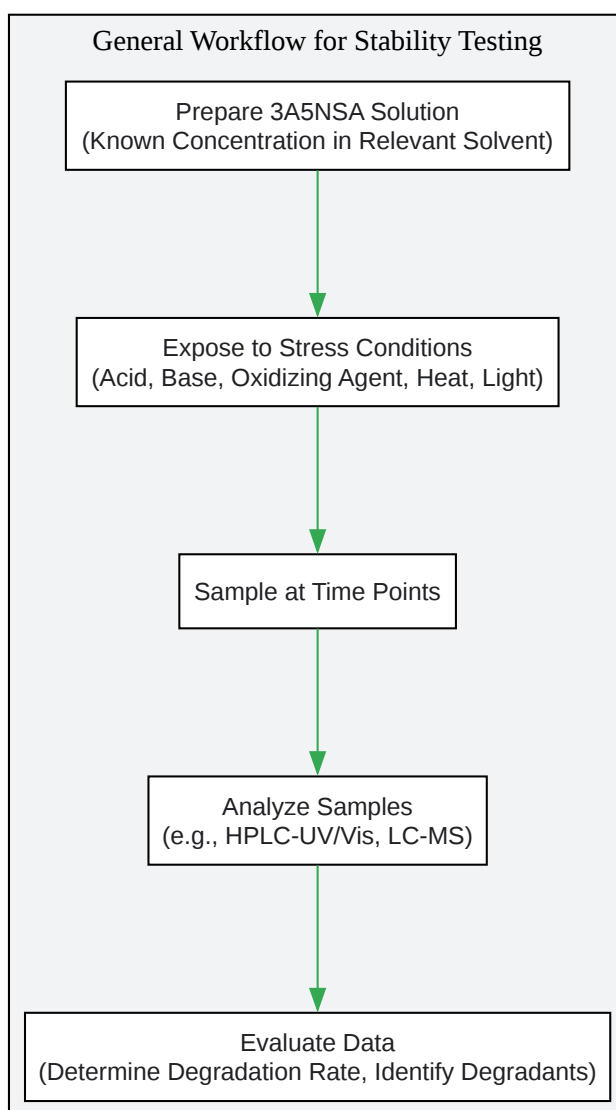 General Workflow for Stability Testing
Prepare 3A5NSA Solution
(Known Concentration in Relevant Solvent)
Expose to Stress Conditions
(Acid, Base, Oxidizing Agent, Heat, Light)
Sample at Time Points
Analyze Samples
(e.g., HPLC-UV/Vis, LC-MS)
Evaluate Data
(Determine Degradation Rate, Identify Degradants)